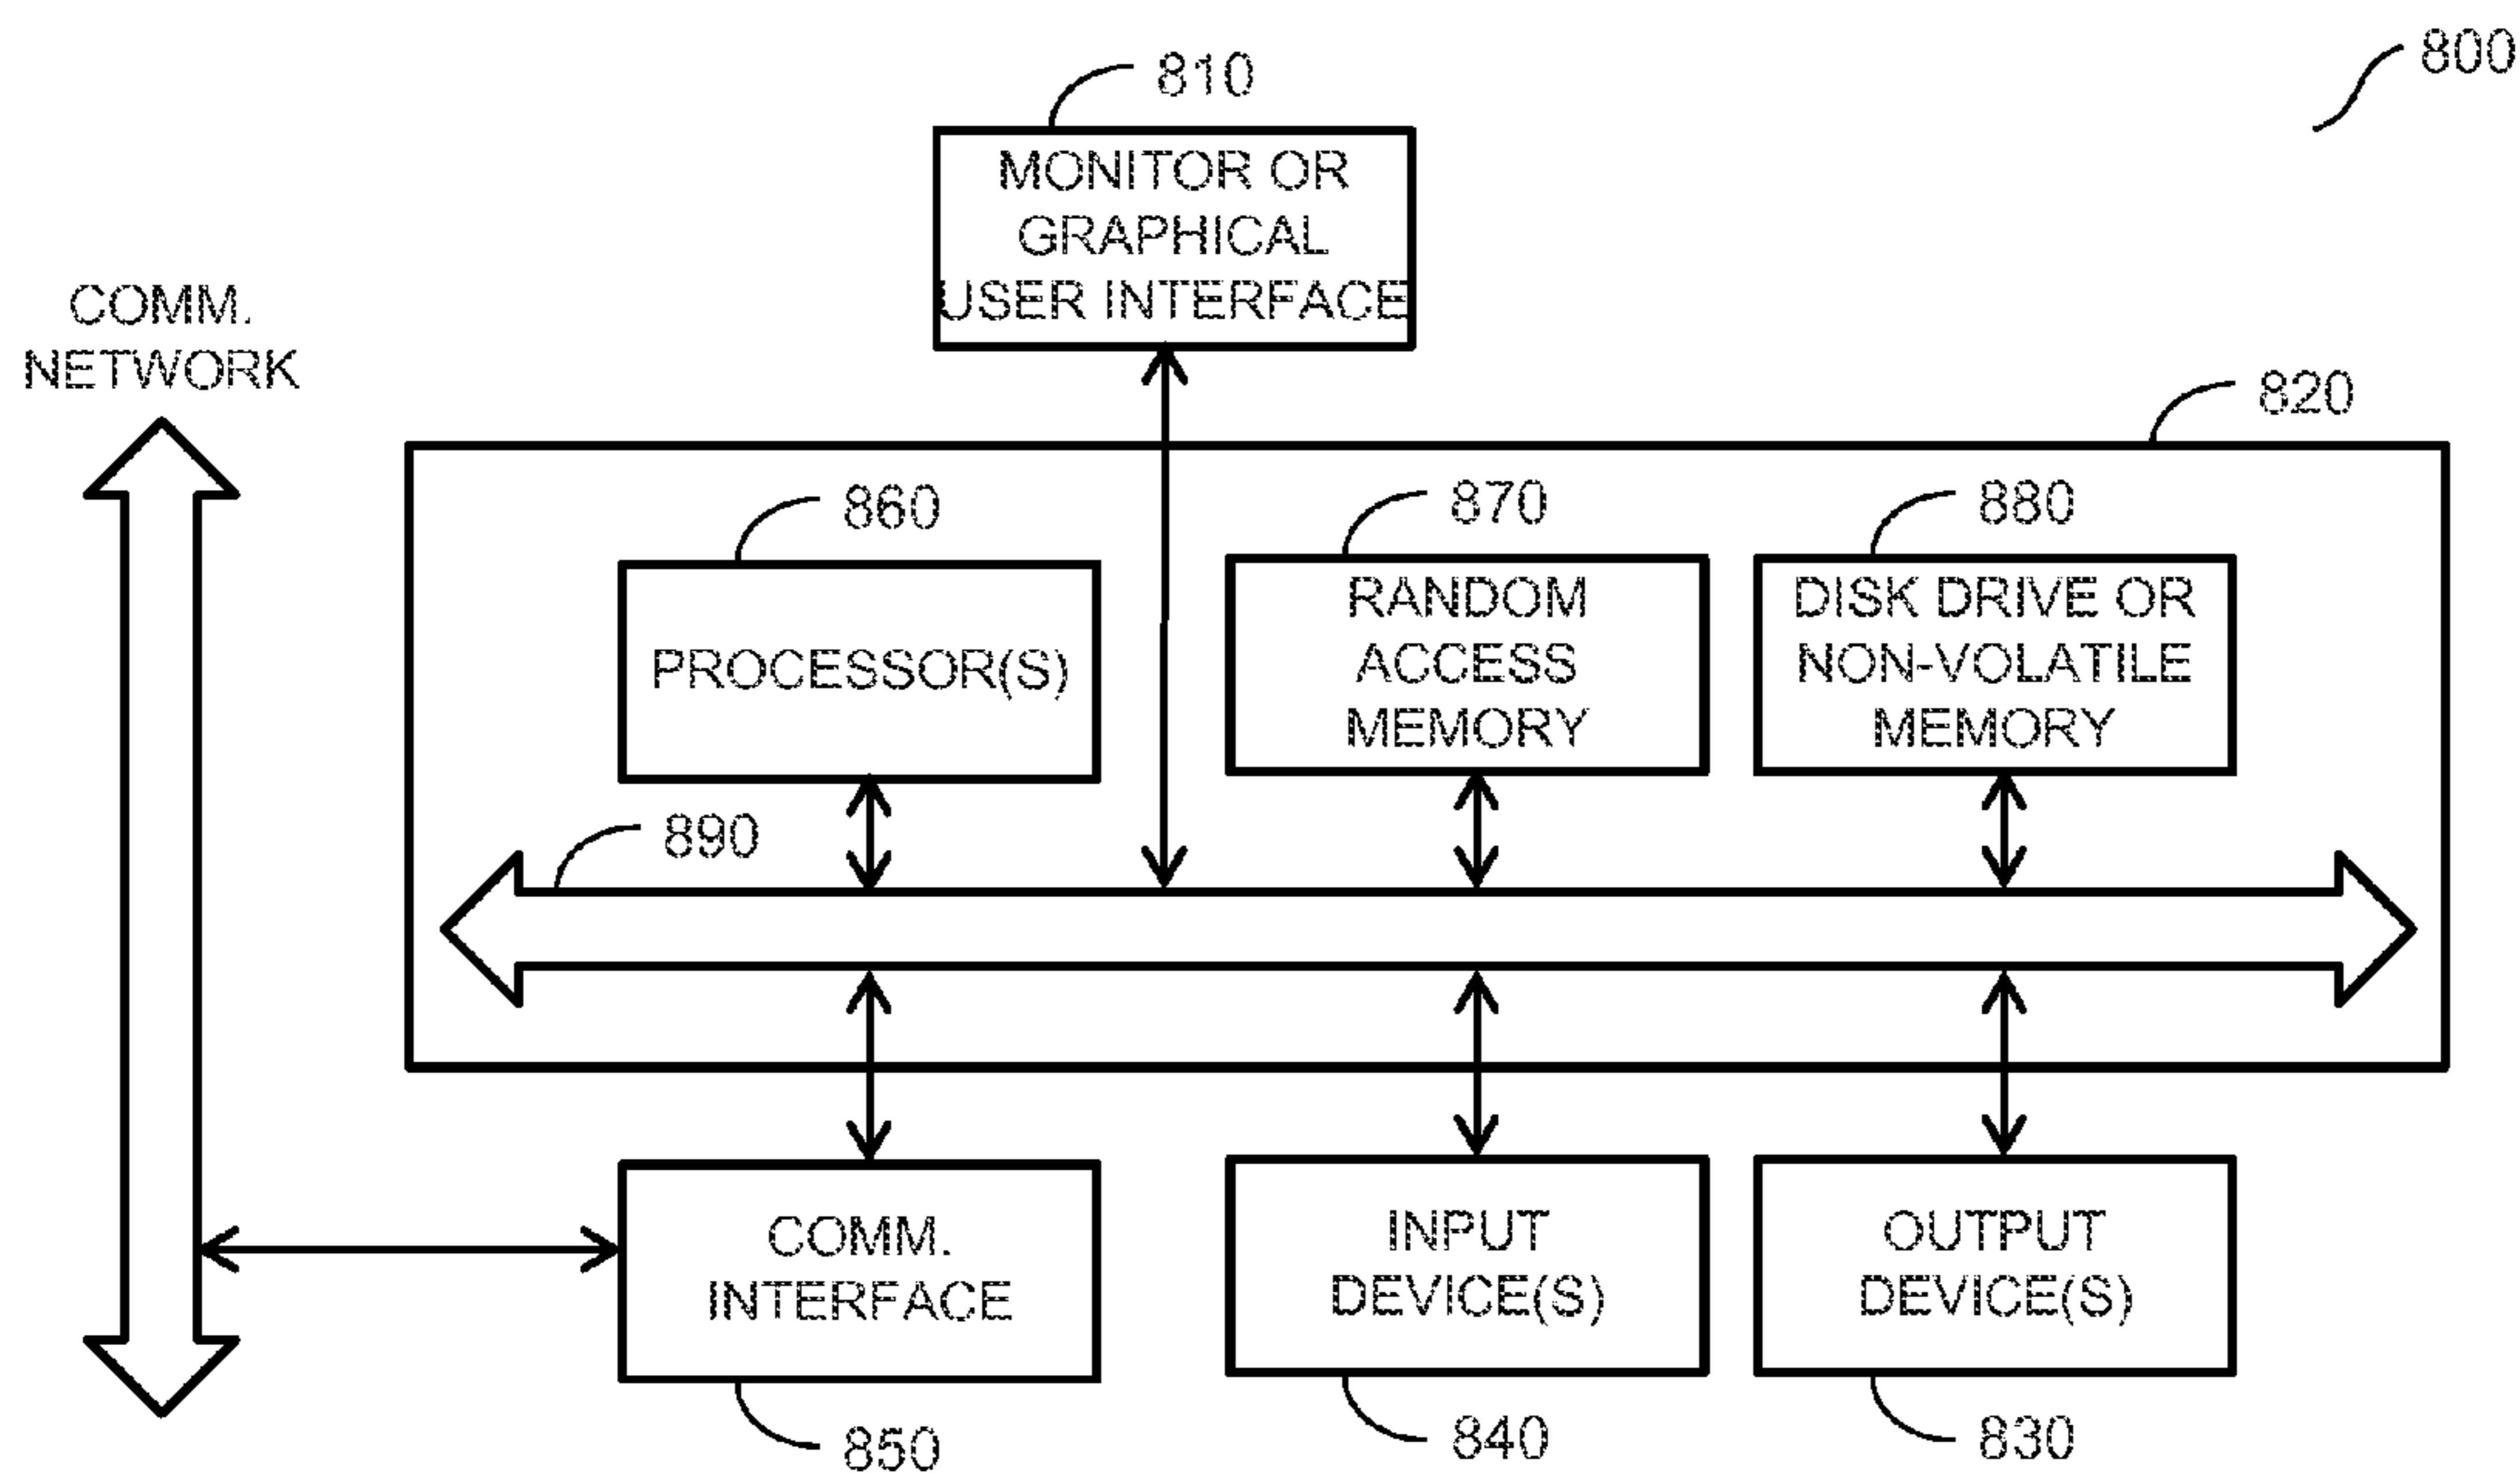 800
810
MONITOR OR
GRAPHICAL
USER INTERFACE
COMM.
NETWORK
820
860
870
880
PROCESSOR(S)
RANDOM
ACCESS
MEMORY
DISK DRIVE OR
NON-VOLATILE
MEMORY
890
COMM.
INTERFACE
INPUT
DEVICE(S)
OUTPUT
DEVICE(S)
850
840
830